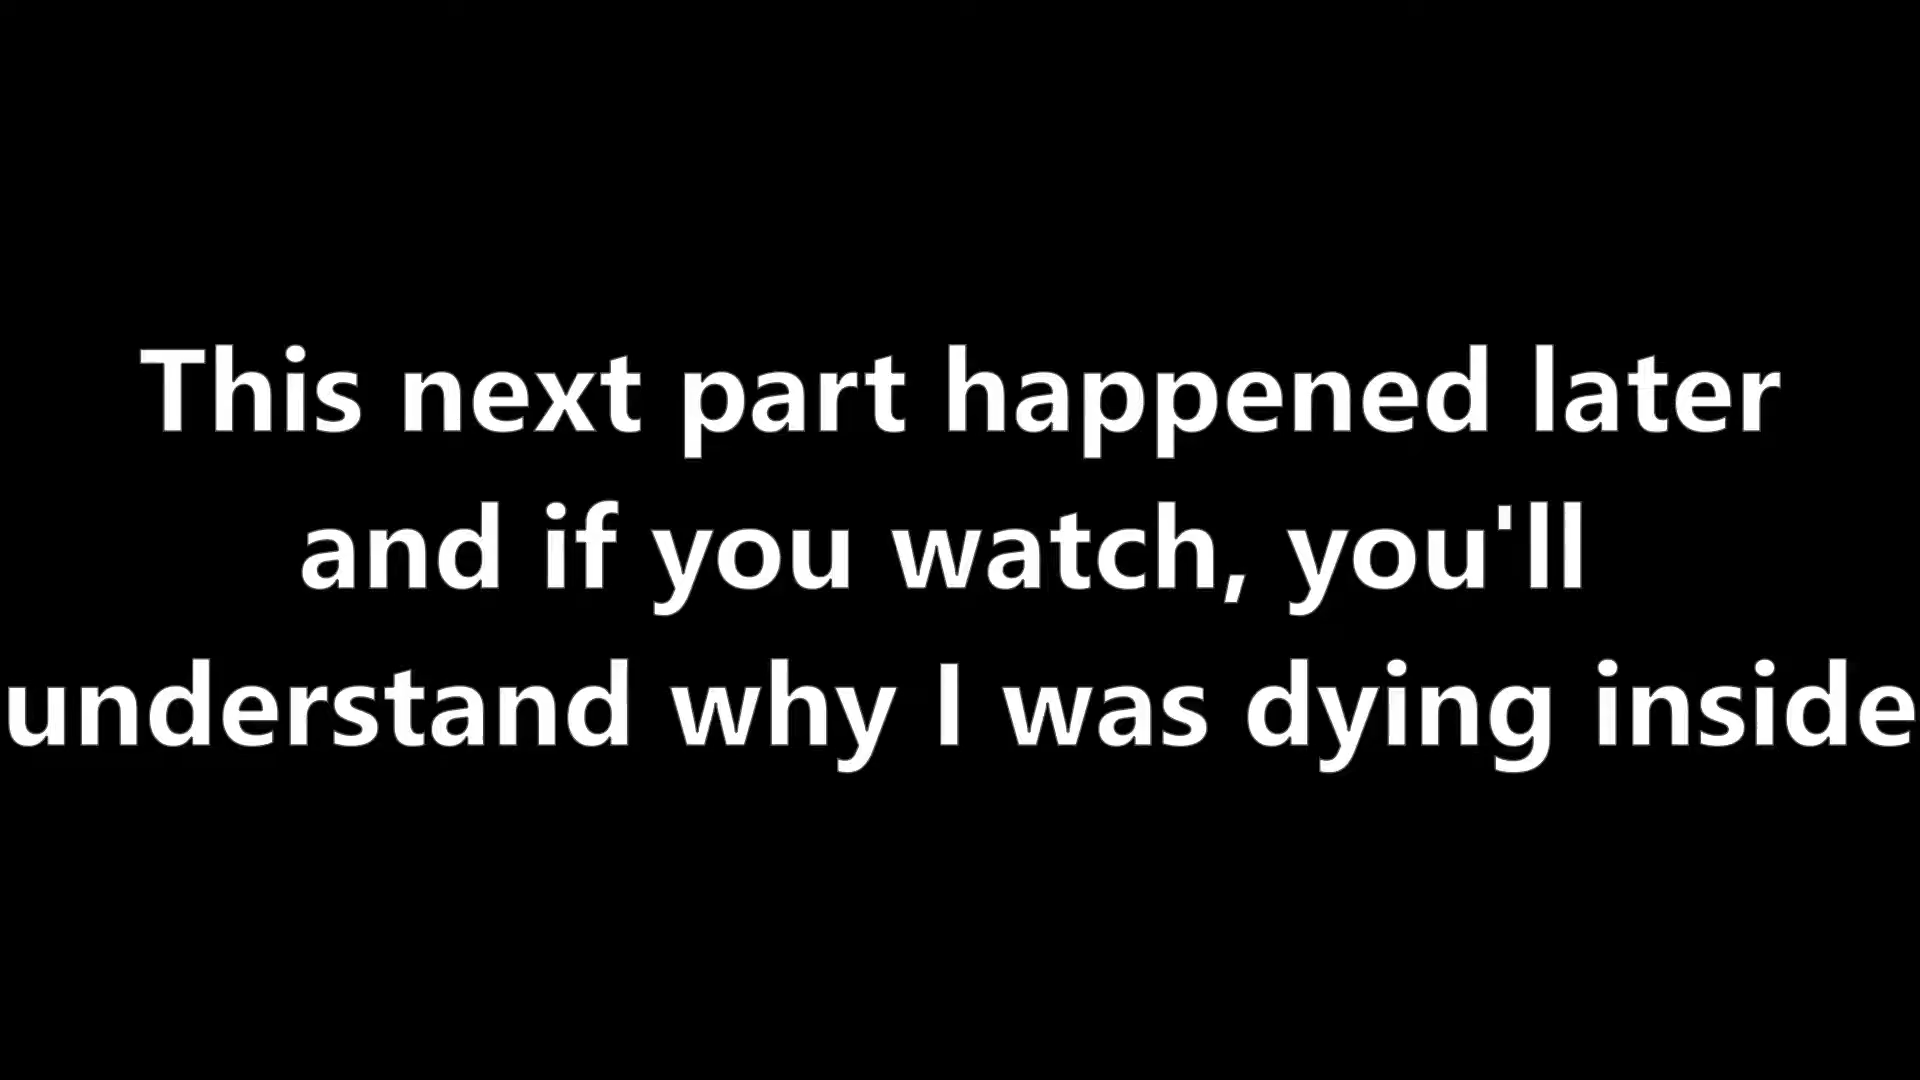 This next part happened later
and if you watch, you'll
understand why I was dying inside